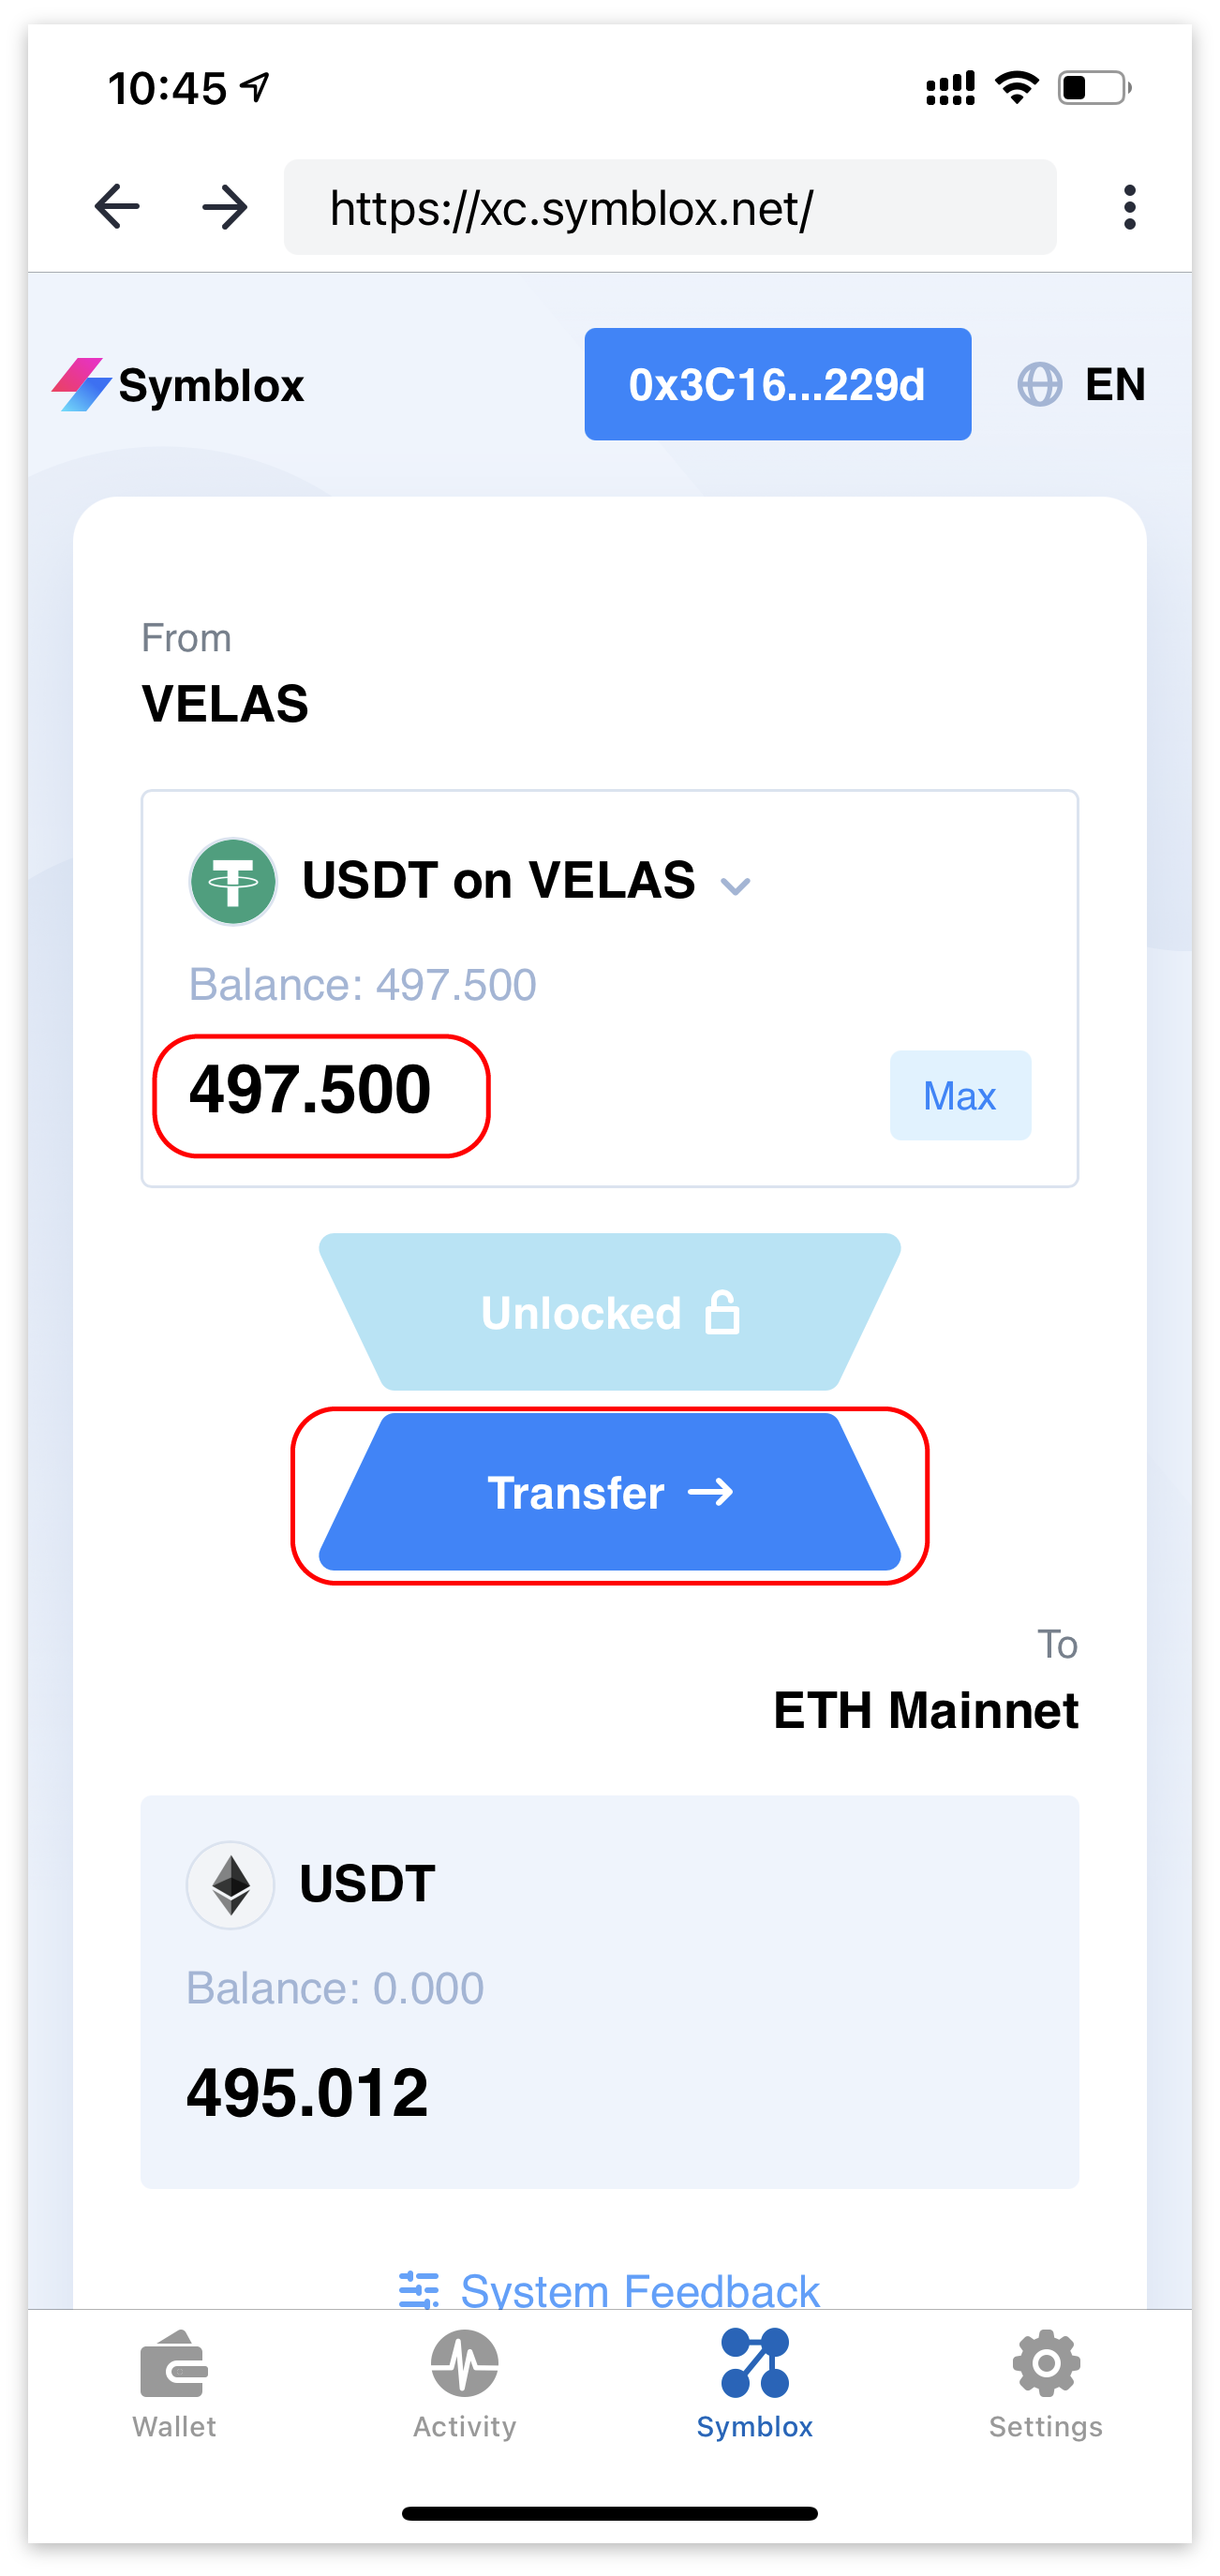 10:45
https://xc.symblox.net/
Symblox
0x3C16...229d
EN
From
VELAS
USDT on VELAS
Balance: 497.500
497.500
Max
Unlocked
Transfer →
To
ETH Mainnet
USDT
Balance: 0.000
495.012
System Feedback
Wallet
Activity
Symblox
Settings